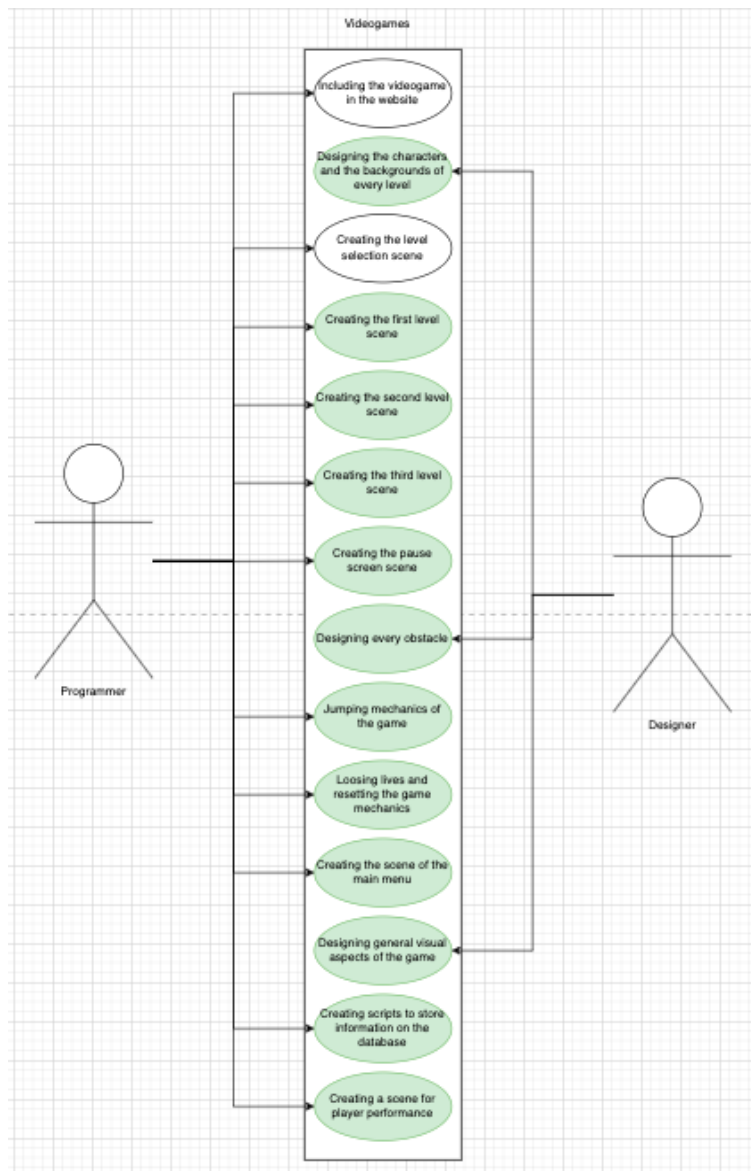 Videogames
Including the videogame
in the website
Designing the characters
and the backgrounds of
every level
Creating the level
selection scene
Creating the first level
scene
Creating the second level
scene
Creating the third level
scene
Creating the pause
screen scene
Designing every obstacle
Programmer
Jumping mechanics of
the game
Designer
Loosing lives and
resetting the game
mechanics
Creating the scene of the
main menu
Designing general visual
aspects of the game
Creating scripts to store
information on the
database
Creating a scene for
player performance